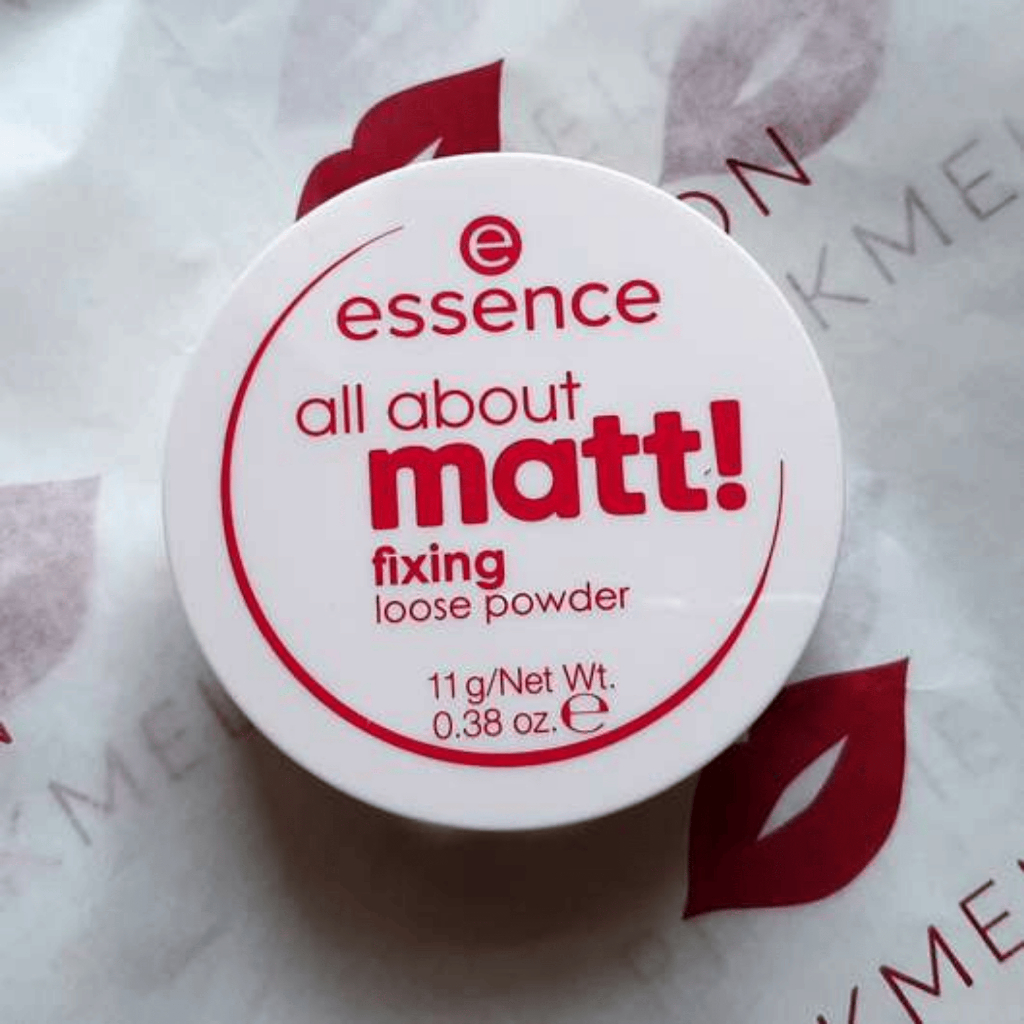 e
essence
all about
matt!
fixing
loose powder
11 g/Net Wt.
0.38 oz. ℮